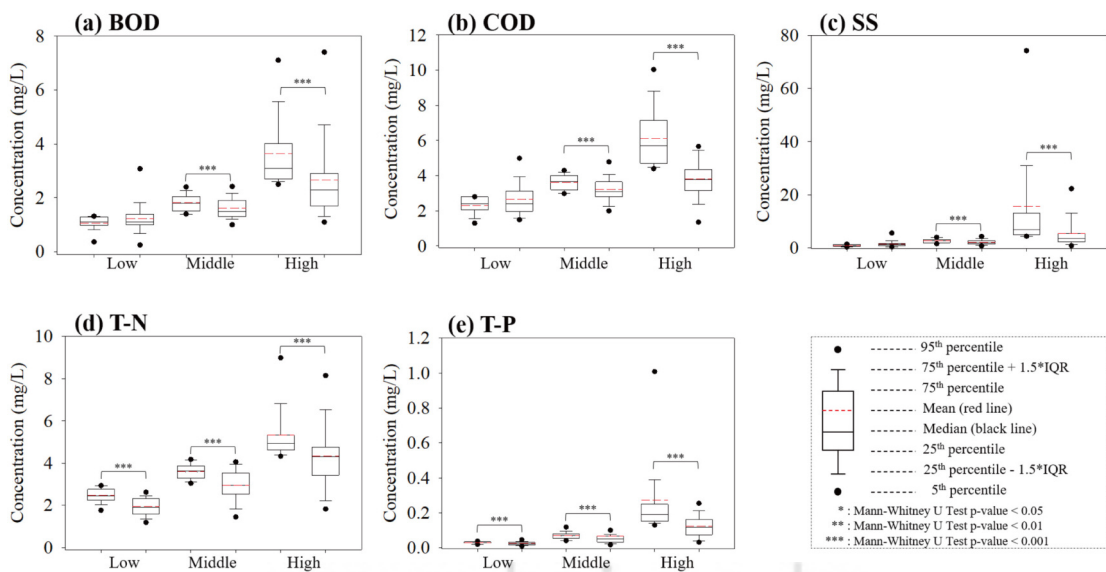 (a) BOD
Concentration (mg/L)
8
6
4
2
0
***
***
Low
Middle
High
(b) COD
Concentration (mg/L)
12
10
8
6
4
2
0
***
***
Low
Middle
High
(c) SS
Concentration (mg/L)
80
60
40
20
10
0
***
***
Low
Middle
High
(d) T-N
Concentration (mg/L)
10
8
6
4
2
0
***
***
***
Low
Middle
High
(e) T-P
Concentration (mg/L)
1.2
1.0
0.8
0.6
0.4
0.2
0.0
***
***
***
Low
Middle
High
95th percentile
75th percentile + 1.5*IQR
75th percentile
Mean (red line)
Median (black line)
25th percentile
25th percentile - 1.5*IQR
5th percentile
* : Mann-Whitney U Test p-value < 0.05
** : Mann-Whitney U Test p-value < 0.01
*** : Mann-Whitney U Test p-value < 0.001